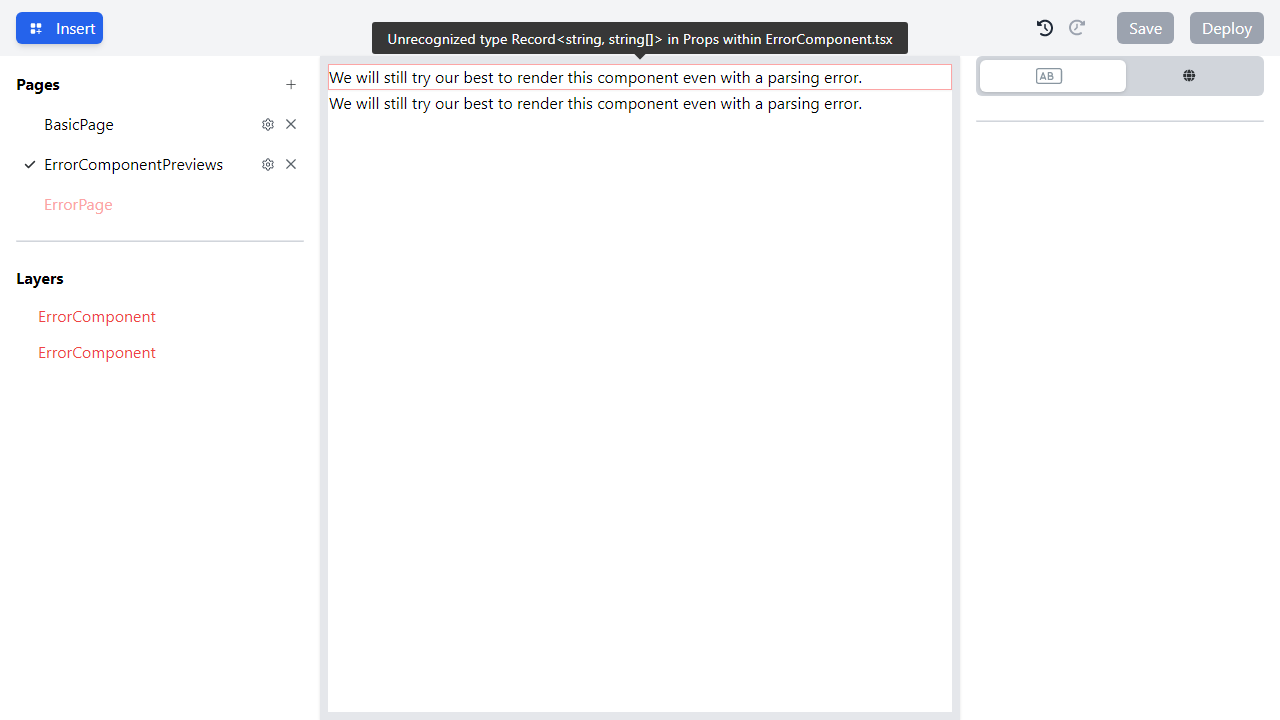 Insert
Unrecognized type Record<string, string[]> in Props within ErrorComponent.tsx
Save
Deploy
Pages
BasicPage
ErrorComponentPreviews
ErrorPage
Layers
ErrorComponent
ErrorComponent
We will still try our best to render this component even with a parsing error.
We will still try our best to render this component even with a parsing error.
AB